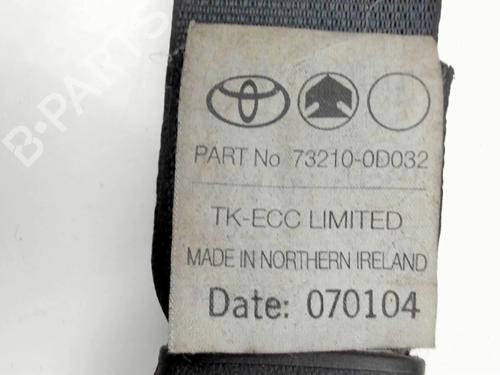 B-PARTS
PART No 73210-0D032
TK-ECC LIMITED
MADE IN NORTHERN IRELAND
Date: 070104